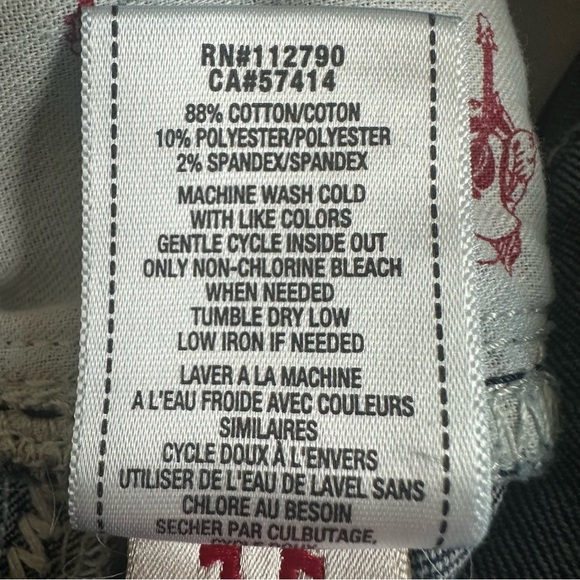 RN#112790
CA#57414
88% COTTON/COTON
10% POLYESTER/POLYESTER
2% SPANDEX/SPANDEX
MACHINE WASH COLD
WITH LIKE COLORS
GENTLE CYCLE INSIDE OUT
ONLY NON-CHLORINE BLEACH
WHEN NEEDED
TUMBLE DRY LOW
LOW IRON IF NEEDED
LAVER A LA MACHINE
A L'EAU FROIDE AVEC COULEURS
SIMILAIRES
CYCLE DOUX À L'ENVERS
UTILISER DE L'EAU DE LAVEL SANS
CHLORE AU BESOIN
SECHER PAR CULBUTAGE,